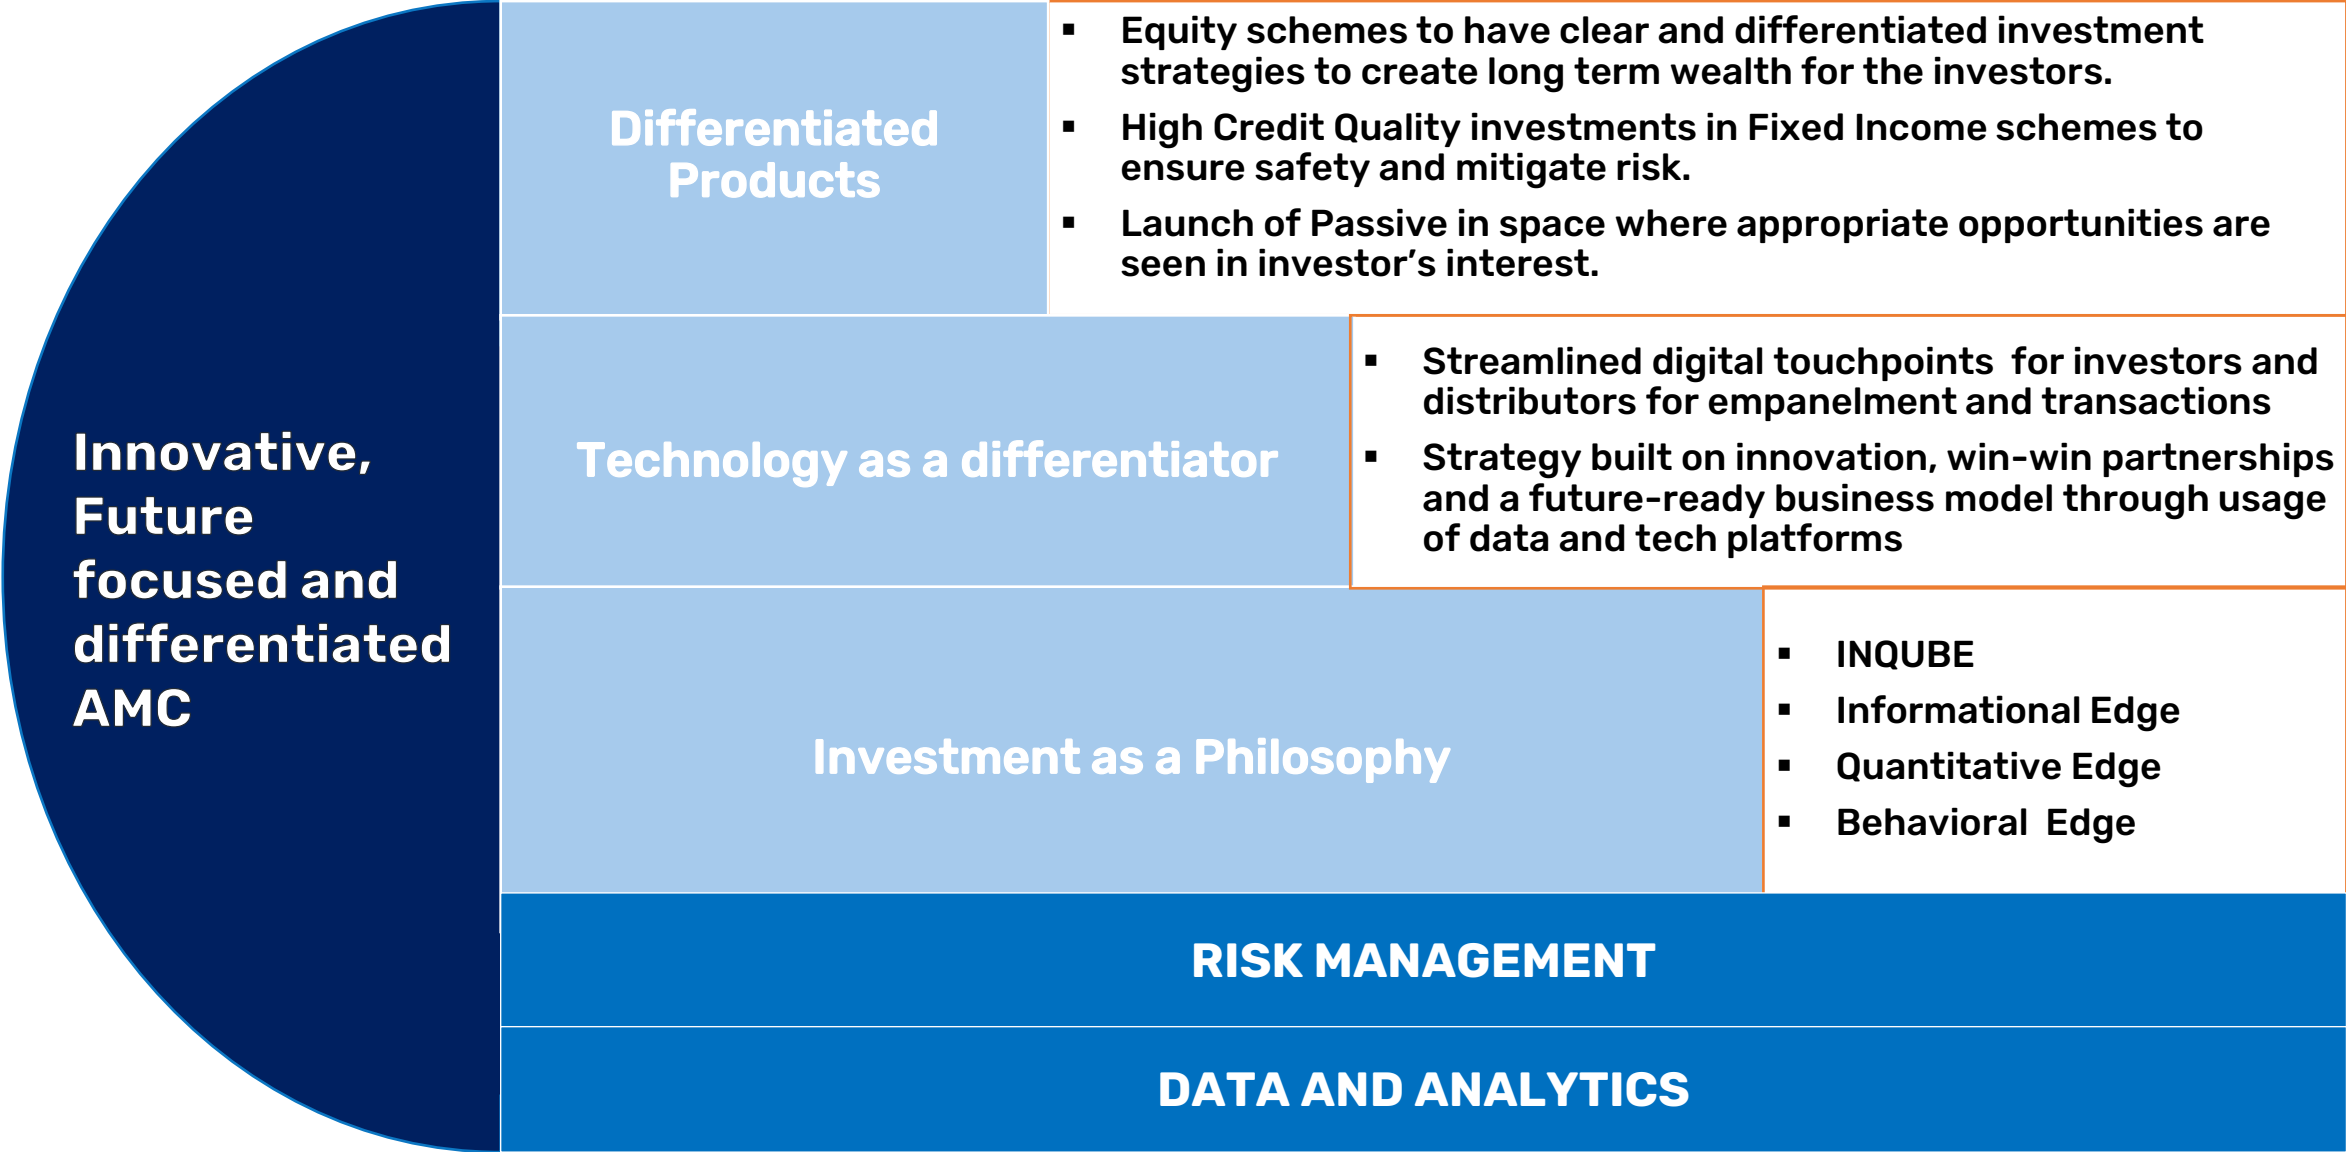 Innovative,
Future
focused and
differentiated
AMC
Differentiated
Products
▪ Equity schemes to have clear and differentiated investment
strategies to create long term wealth for the investors.
▪ High Credit Quality investments in Fixed Income schemes to
ensure safety and mitigate risk.
▪ Launch of Passive in space where appropriate opportunities are
seen in investor’s interest.
Technology as a differentiator
▪ Streamlined digital touchpoints for investors and
distributors for empanelment and transactions
▪ Strategy built on innovation, win-win partnerships
and a future-ready business model through usage
of data and tech platforms
Investment as a Philosophy
▪ INQUBE
▪ Informational Edge
▪ Quantitative Edge
▪ Behavioral Edge
RISK MANAGEMENT
DATA AND ANALYTICS